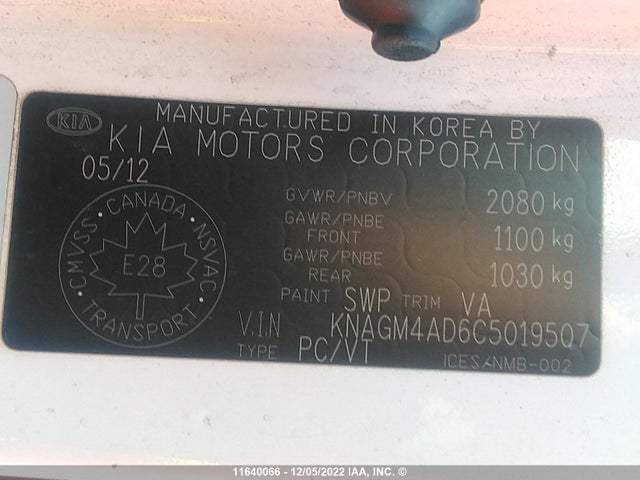 KIA
MANUFACTURED IN KOREA BY
KIA MOTORS CORPORATION
05/12
GVWR/PNBV 2080 kg
GAWR/PNBE FRONT 1100 kg
GAWR/PNBE REAR 1030 kg
CANADA · NSVAC · TRANSPORT · CMVSS
E28
PAINT SWP TRIM VA
V.I.N KNAGM4AD6C5019507
TYPE PC/VT
ICES/NMB-002
11640066 - 12/05/2022 IAA, INC. ©